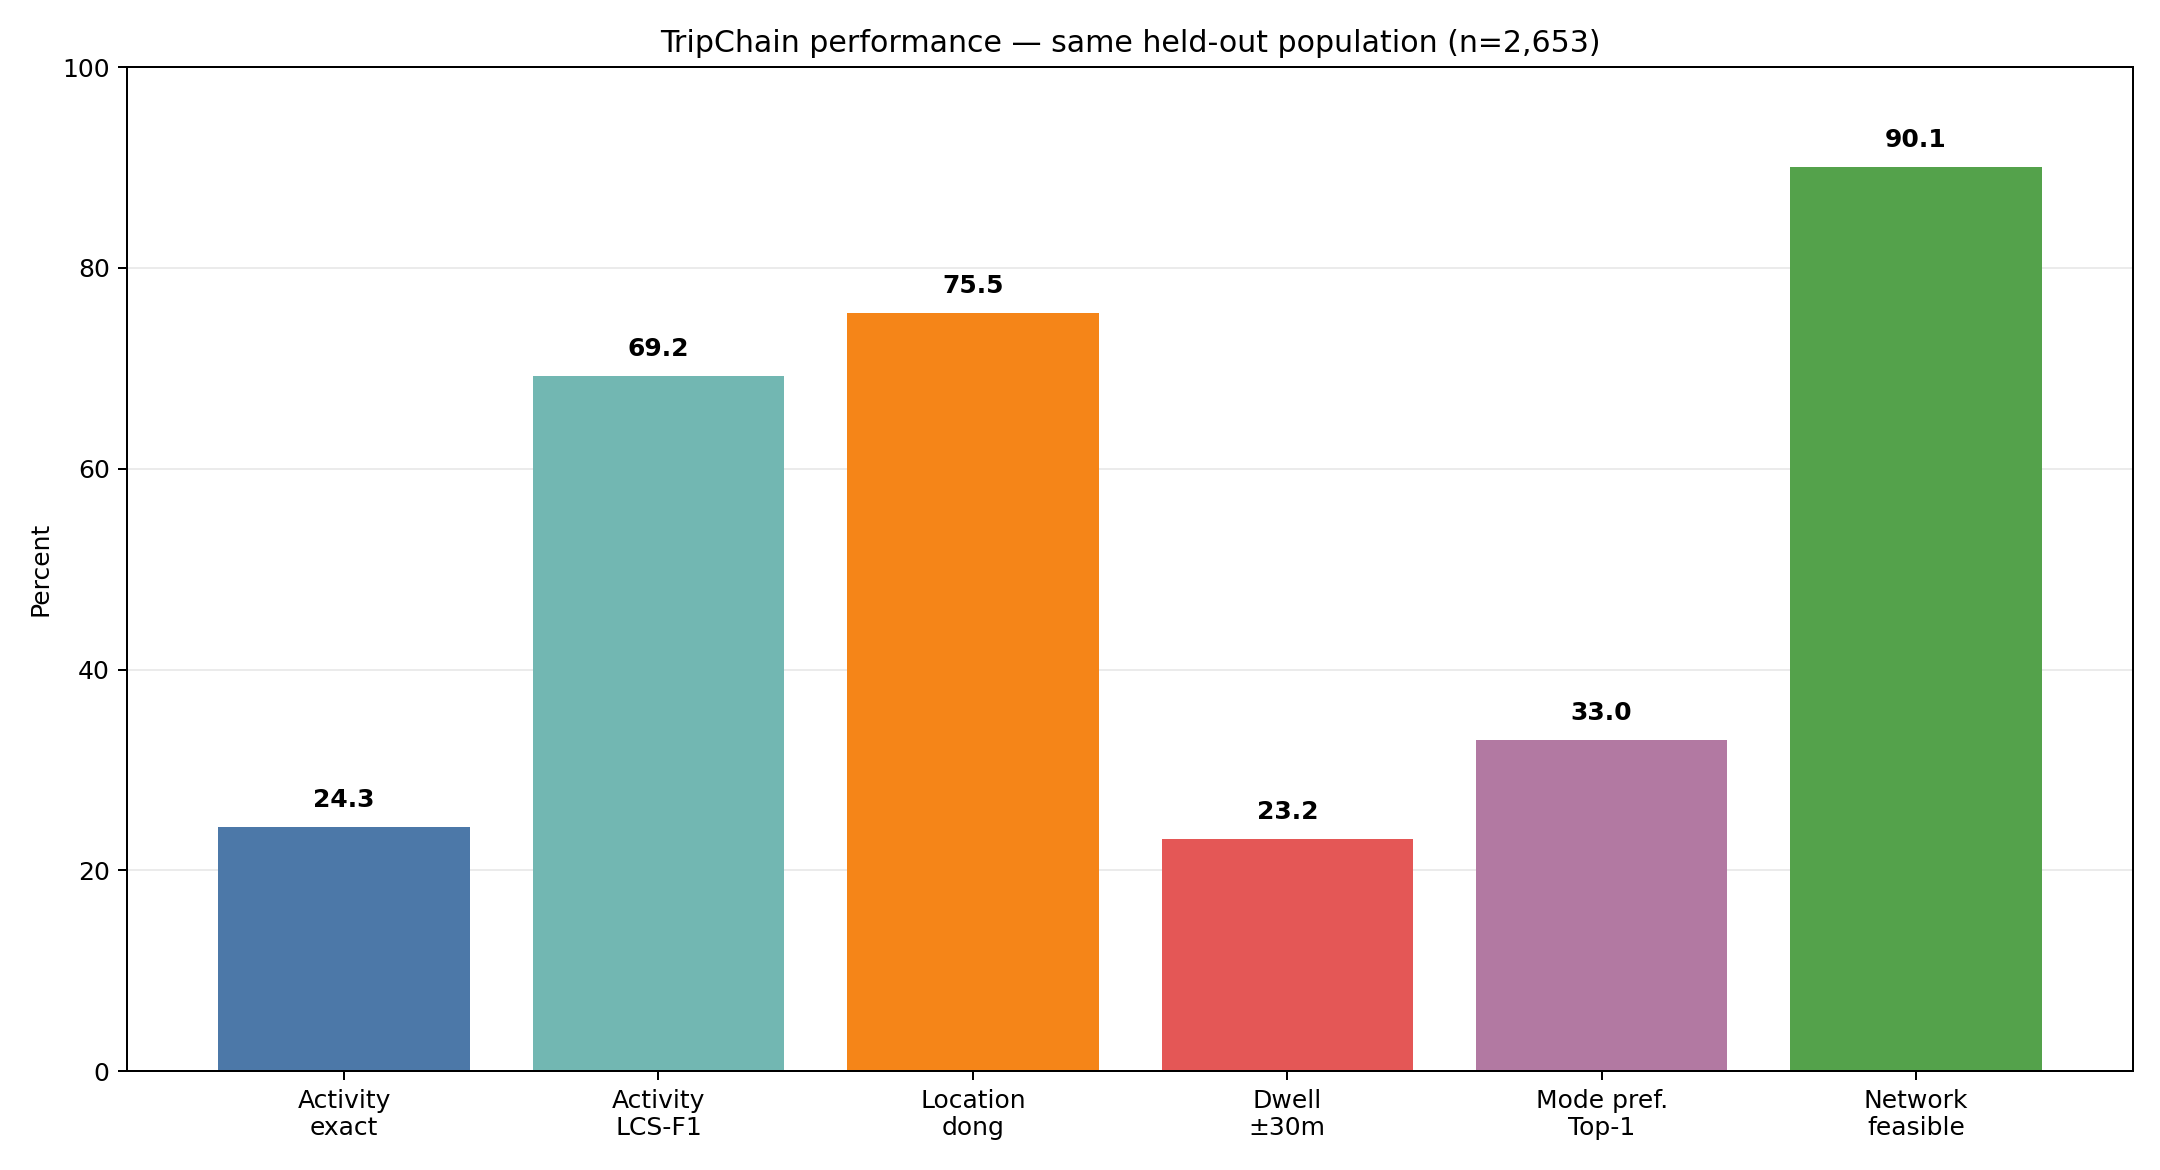 TripChain performance — same held-out population (n=2,653)
Percent
100
80
60
40
20
0
24.3
69.2
75.5
23.2
33.0
90.1
Activity
exact
Activity
LCS-F1
Location
dong
Dwell
±30m
Mode pref.
Top-1
Network
feasible